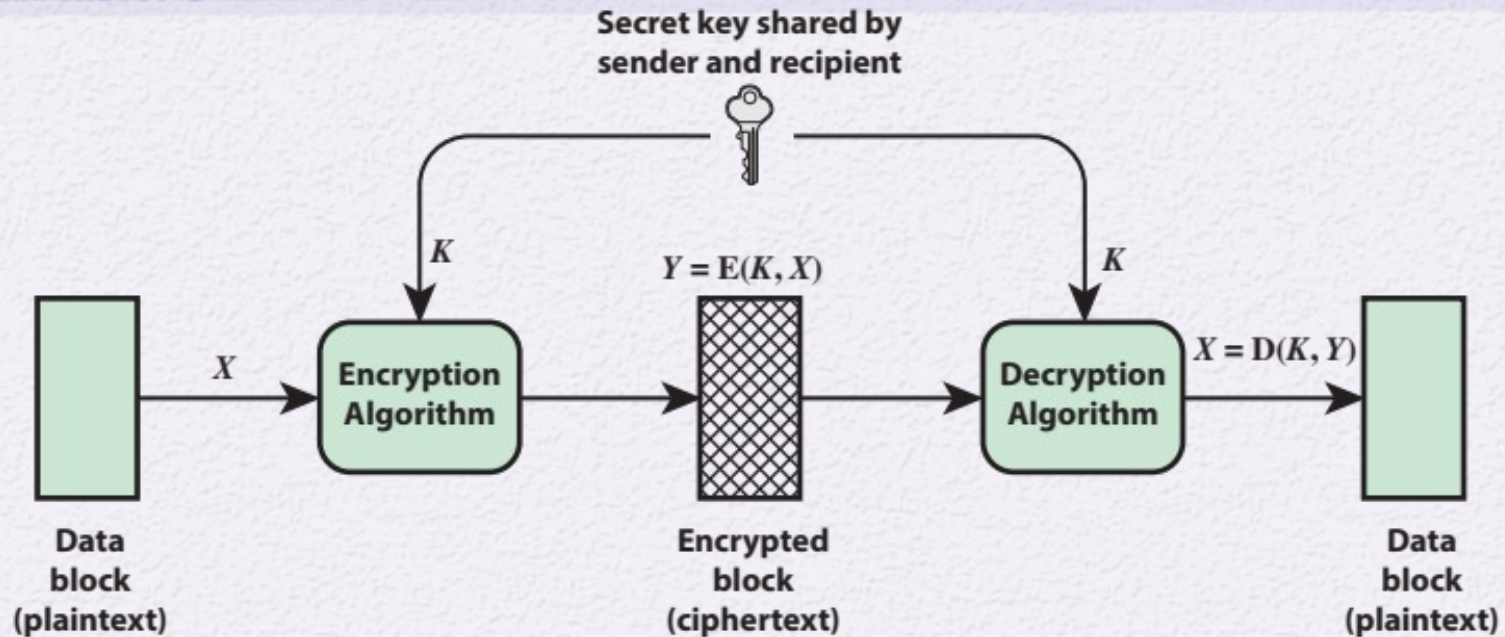 Secret key shared by
sender and recipient
K
Y = E(K, X)
K
X
Encryption
Algorithm
Decryption
Algorithm
X = D(K, Y)
Data
block
(plaintext)
Encrypted
block
(ciphertext)
Data
block
(plaintext)